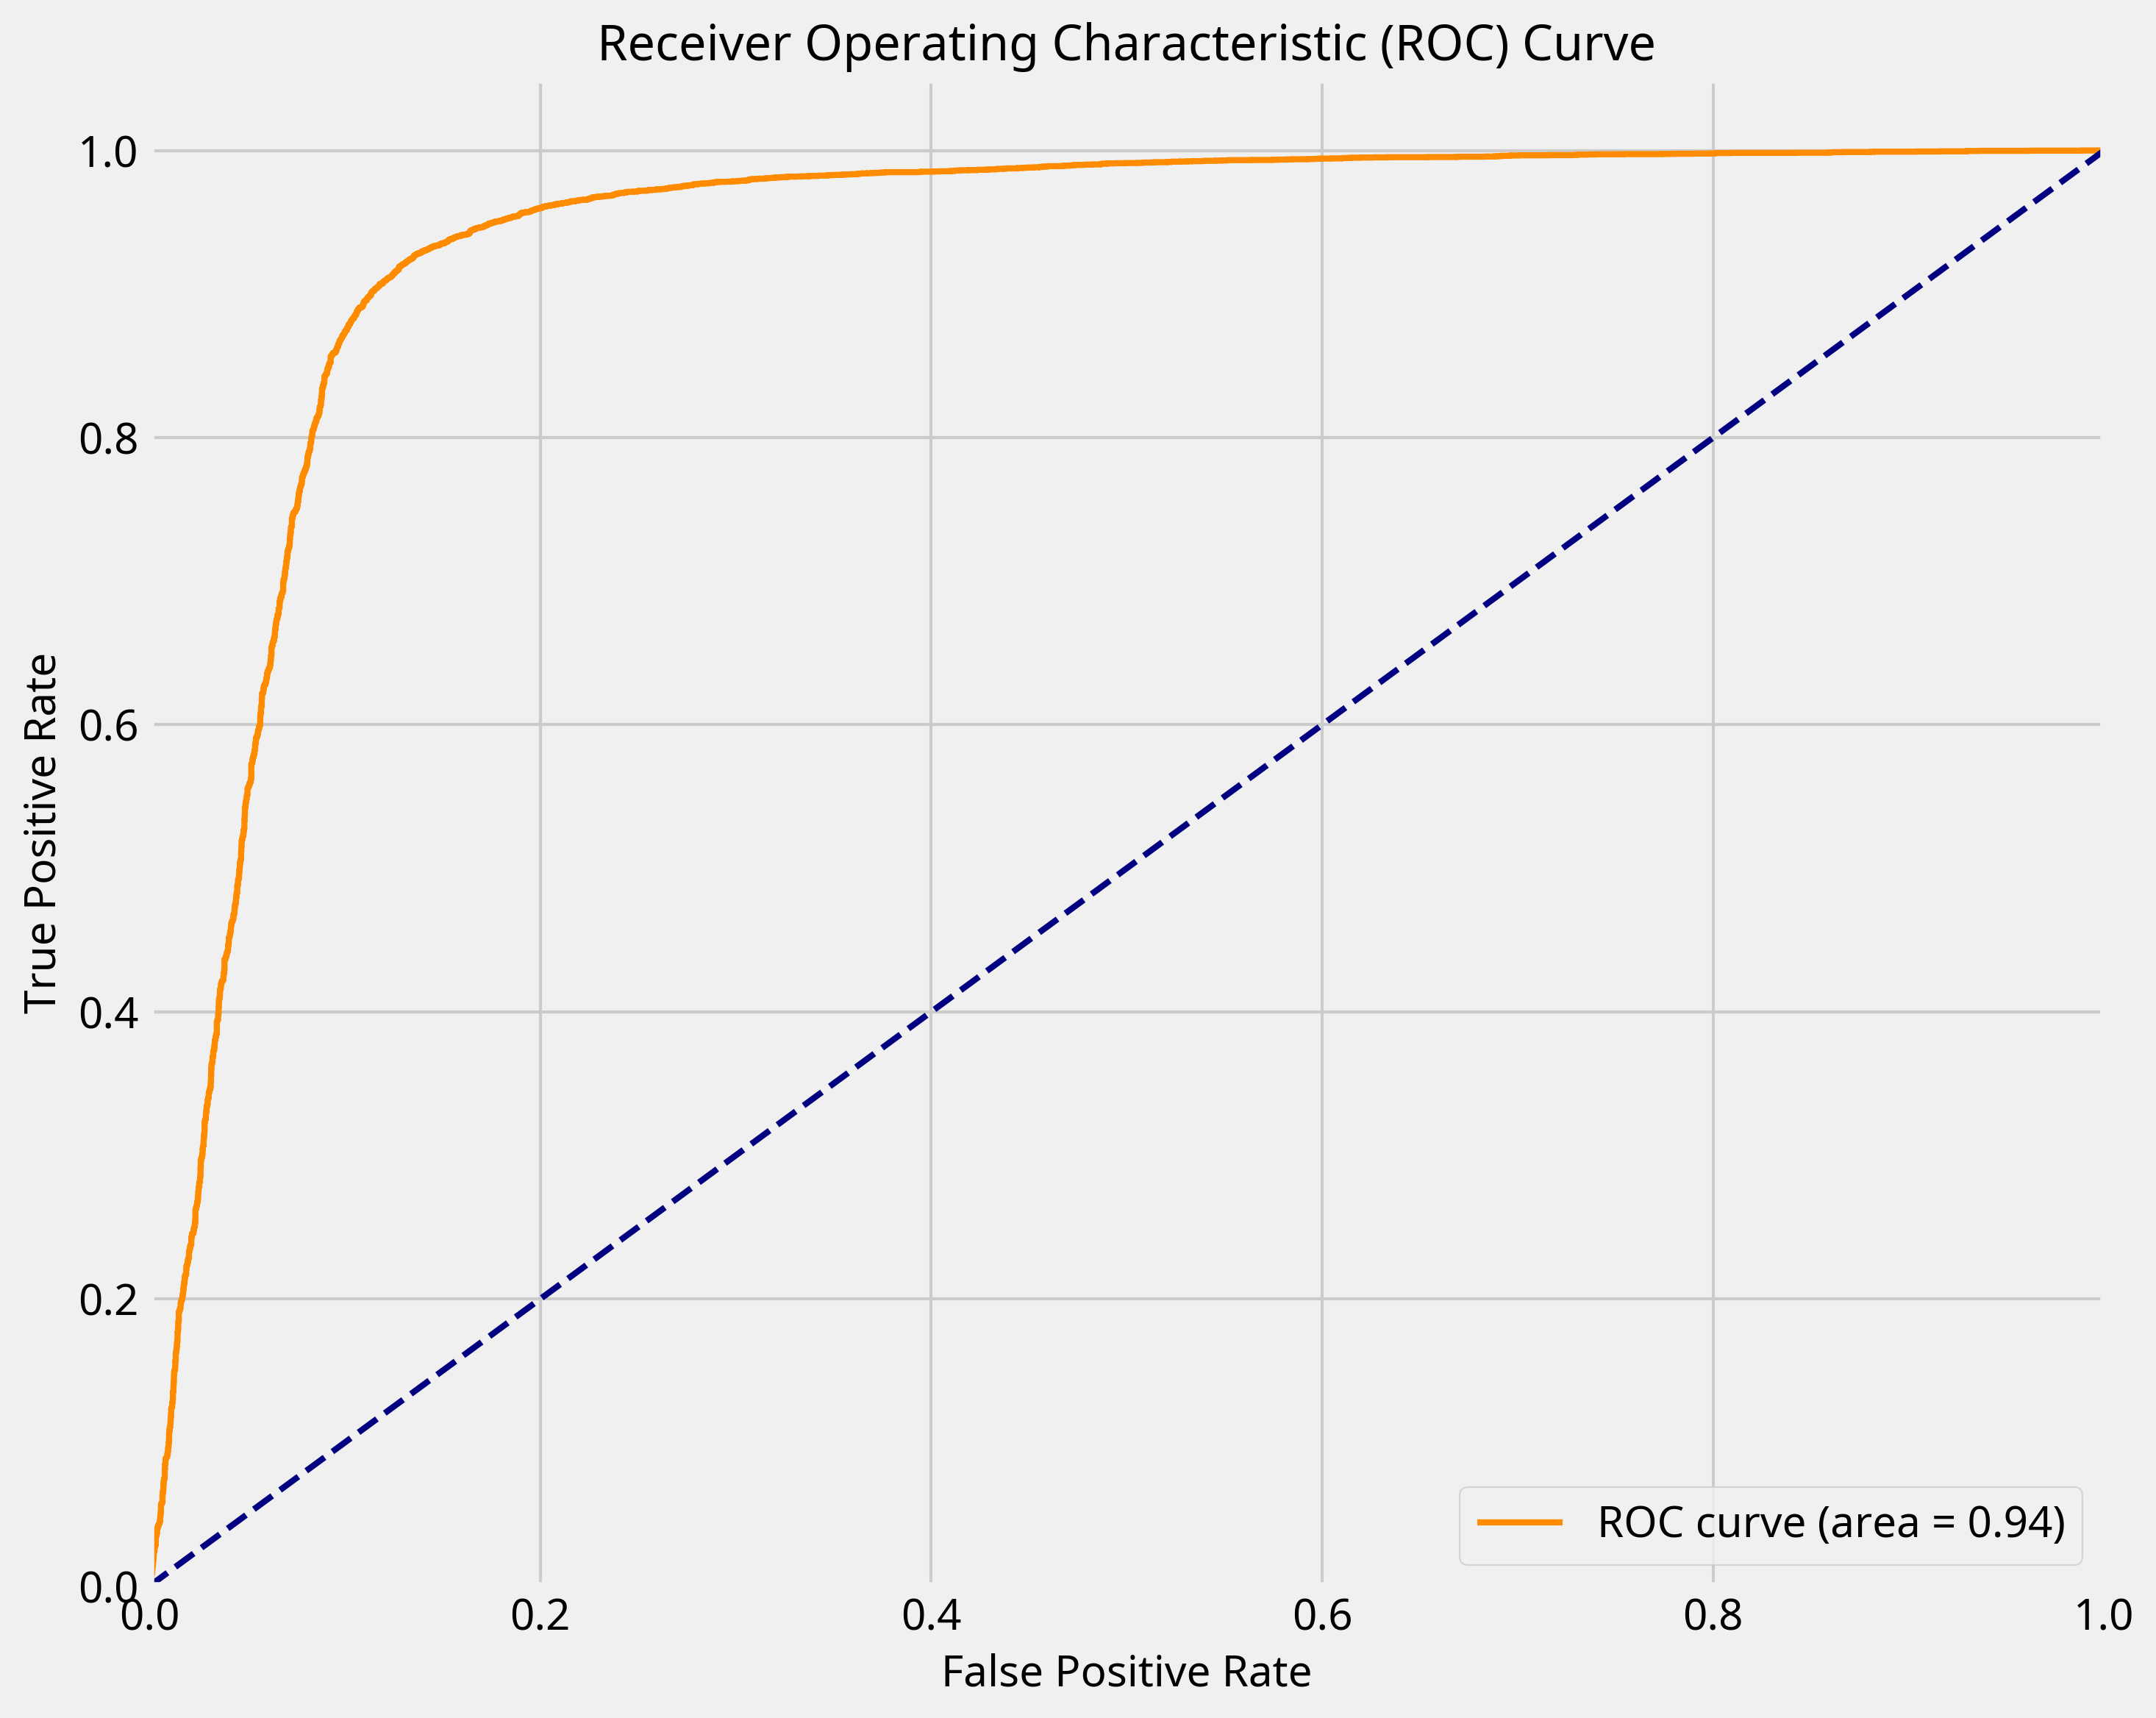 Receiver Operating Characteristic (ROC) Curve
1.0
0.8
0.6
0.4
0.2
0.0
True Positive Rate
ROC curve (area = 0.94)
0.0 0.2 0.4 0.6 0.8 1.0
False Positive Rate